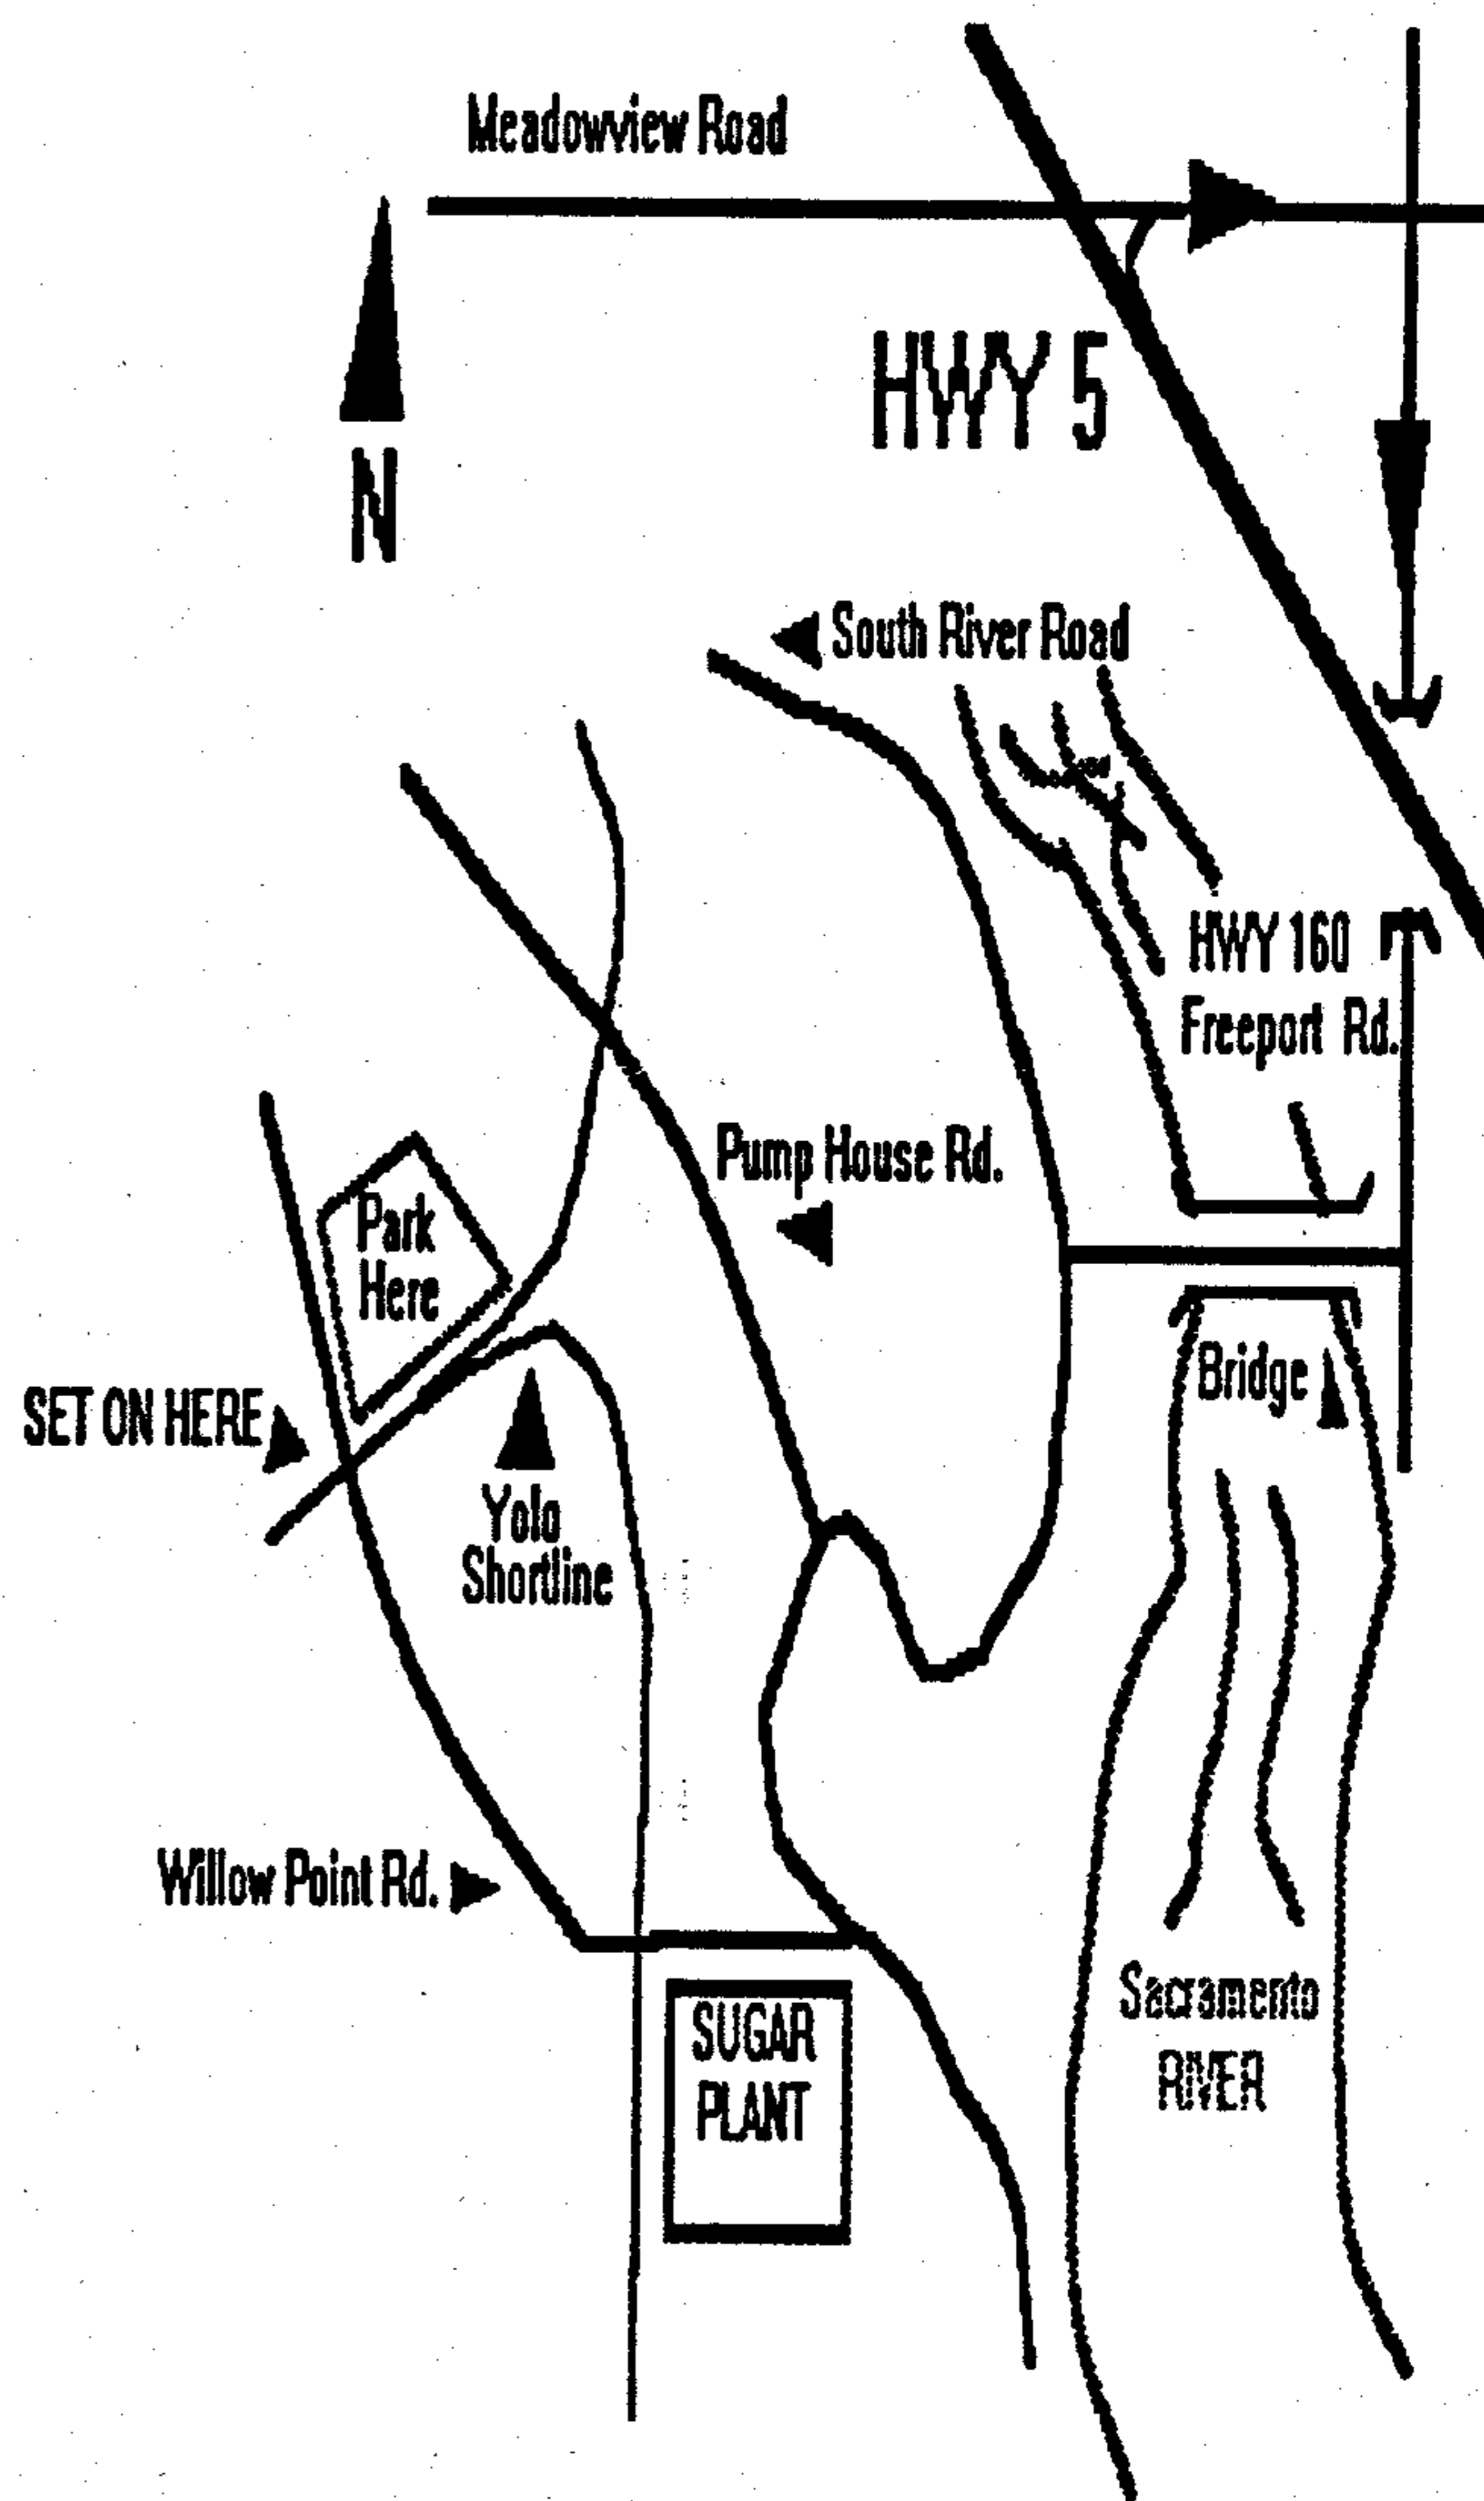 Meadowview Road
N
HWY 5
South River Road
HWY 160
Freeport Rd.
Pump House Rd.
Park
Here
SET ON HERE
Bridge
Yolo
Shortline
Willow Point Rd.
SUGAR
PLANT
Sacramento
RIVER